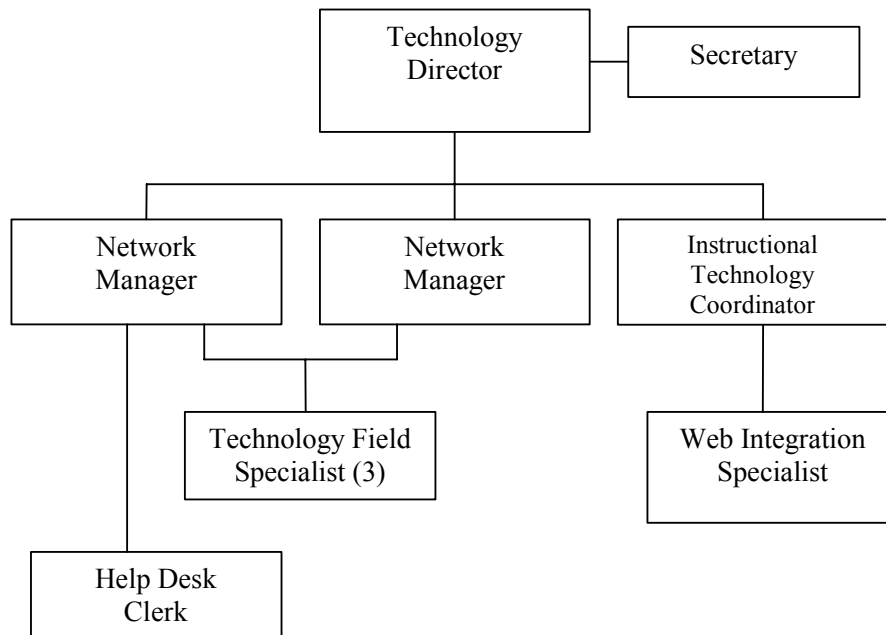 Technology
Director
Secretary
Network
Manager
Network
Manager
Instructional
Technology
Coordinator
Technology Field
Specialist (3)
Web Integration
Specialist
Help Desk
Clerk